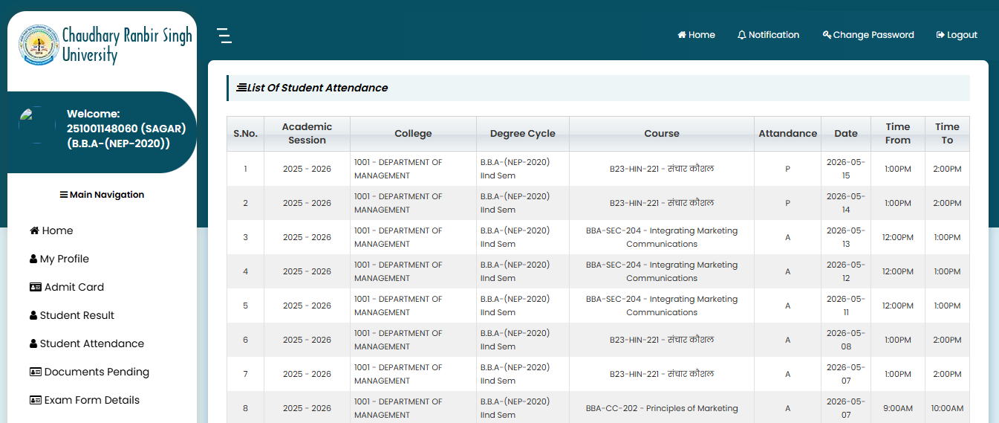 Chaudhary Ranbir Singh
University
Home
Notification
Change Password
Logout
Welcome:
251001148060 (SAGAR)
(B.B.A-(NEP-2020))
Main Navigation
Home
My Profile
Admit Card
Student Result
Student Attendance
Documents Pending
Exam Form Details
List Of Student Attendance
S.No. Academic Session College Degree Cycle Course Attandance Date Time From Time To
1 2025 - 2026 1001 - DEPARTMENT OF MANAGEMENT B.B.A-(NEP-2020) IInd Sem B23-HIN-221 - संचार कौशल P 2026-05-15 1:00PM 2:00PM
2 2025 - 2026 1001 - DEPARTMENT OF MANAGEMENT B.B.A-(NEP-2020) IInd Sem B23-HIN-221 - संचार कौशल P 2026-05-14 1:00PM 2:00PM
3 2025 - 2026 1001 - DEPARTMENT OF MANAGEMENT B.B.A-(NEP-2020) IInd Sem BBA-SEC-204 - Integrating Marketing Communications A 2026-05-13 12:00PM 1:00PM
4 2025 - 2026 1001 - DEPARTMENT OF MANAGEMENT B.B.A-(NEP-2020) IInd Sem BBA-SEC-204 - Integrating Marketing Communications A 2026-05-12 12:00PM 1:00PM
5 2025 - 2026 1001 - DEPARTMENT OF MANAGEMENT B.B.A-(NEP-2020) IInd Sem BBA-SEC-204 - Integrating Marketing Communications A 2026-05-11 12:00PM 1:00PM
6 2025 - 2026 1001 - DEPARTMENT OF MANAGEMENT B.B.A-(NEP-2020) IInd Sem B23-HIN-221 - संचार कौशल A 2026-05-08 1:00PM 2:00PM
7 2025 - 2026 1001 - DEPARTMENT OF MANAGEMENT B.B.A-(NEP-2020) IInd Sem B23-HIN-221 - संचार कौशल A 2026-05-07 1:00PM 2:00PM
8 2025 - 2026 1001 - DEPARTMENT OF MANAGEMENT B.B.A-(NEP-2020) IInd Sem BBA-CC-202 - Principles of Marketing A 2026-05-07 9:00AM 10:00AM